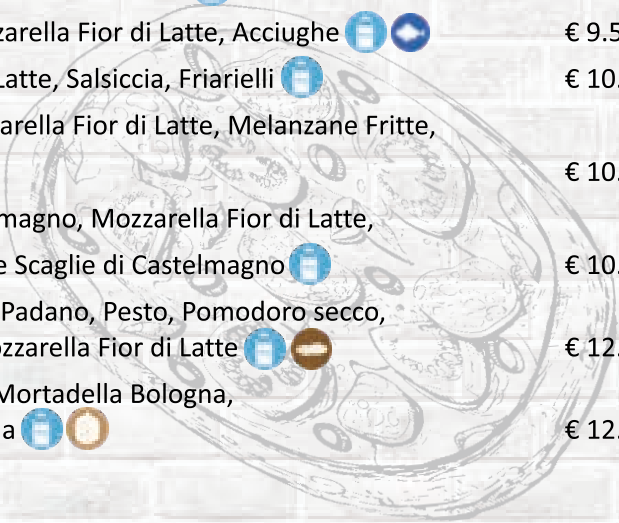 zarella Fior di Latte, Acciughe € 9.5
Latte, Salsiccia, Friarielli € 10.
arella Fior di Latte, Melanzane Fritte,
€ 10.
magno, Mozzarella Fior di Latte,
e Scaglie di Castelmagno € 10.
Padano, Pesto, Pomodoro secco,
ozzarella Fior di Latte € 12.
Mortadella Bologna,
a € 12.